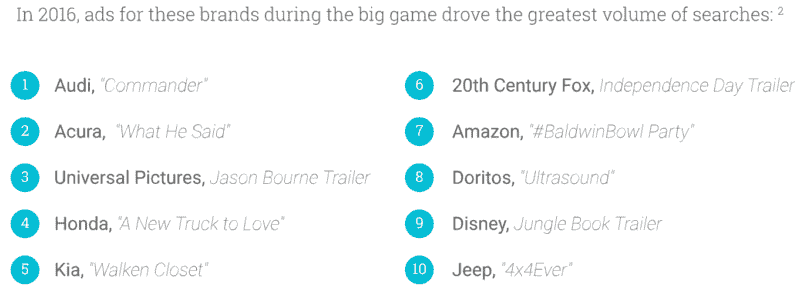 In 2016, ads for these brands during the big game drove the greatest volume of searches: 2
1 Audi, "Commander"
2 Acura, "What He Said"
3 Universal Pictures, Jason Bourne Trailer
4 Honda, "A New Truck to Love"
5 Kia, "Walken Closet"
6 20th Century Fox, Independence Day Trailer
7 Amazon, "#BaldwinBowl Party"
8 Doritos, "Ultrasound"
9 Disney, Jungle Book Trailer
10 Jeep, "4x4Ever"